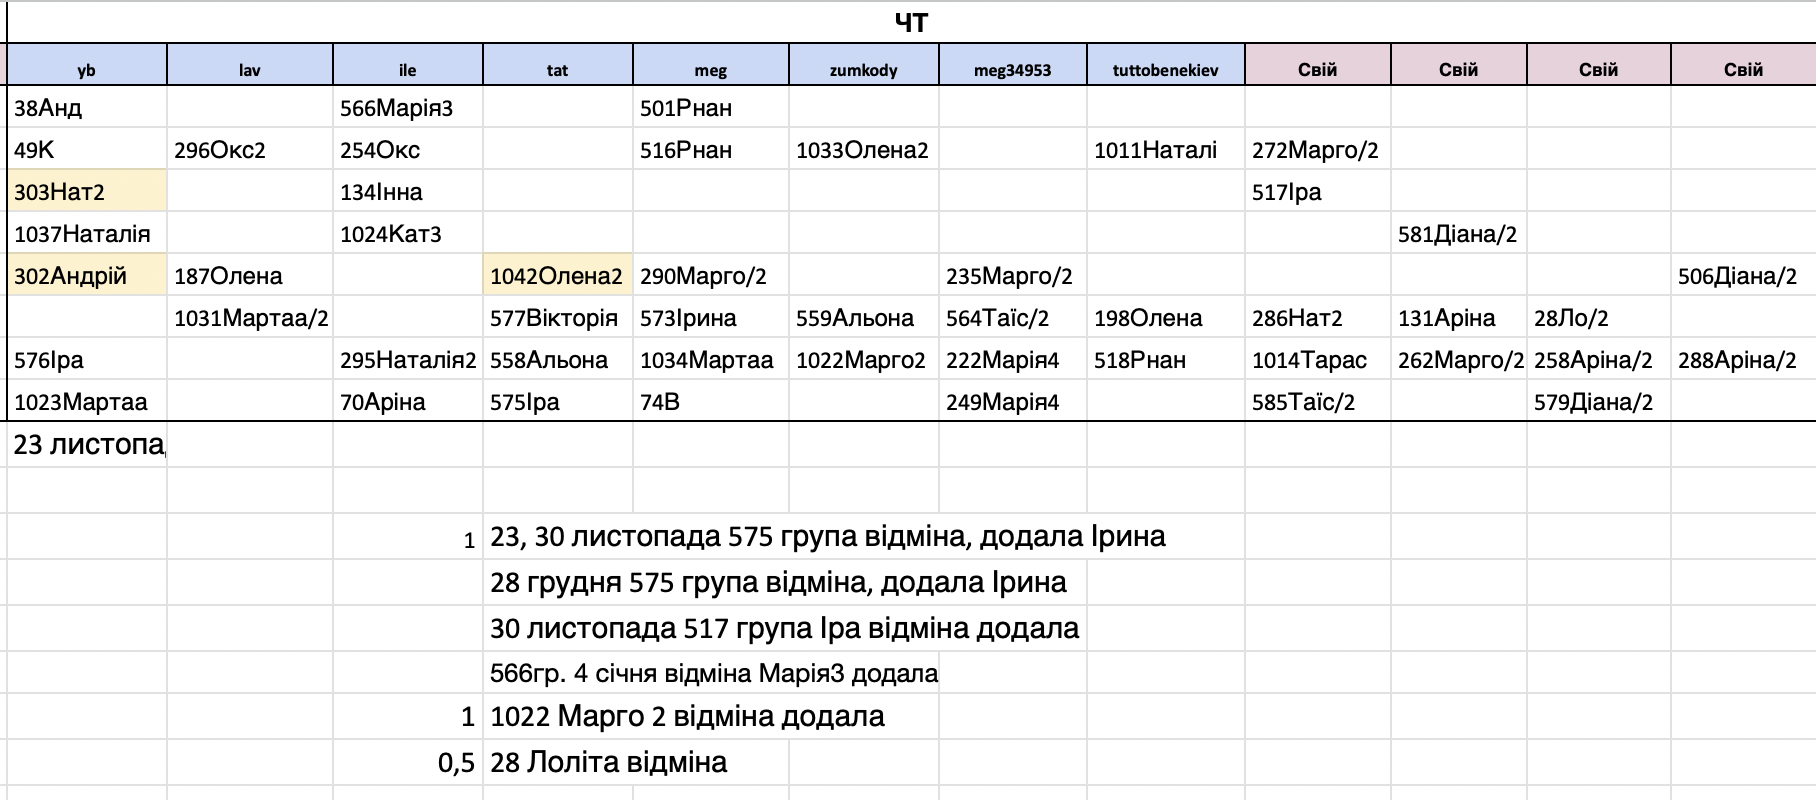 ЧТ
yb lav ile tat meg zumkody meg34953 tuttobenekiev Свій Свій Свій Свій
38Анд 566Марія3 501Рнан
49К 296Окс2 254Окс 516Рнан 1033Олена2 1011Наталі 272Марго/2
303Нат2 134Інна 517Іра
1037Наталія 1024Кат3 581Діана/2
302Андрій 187Олена 1042Олена2 290Марго/2 235Марго/2 506Діана/2
1031Мартаа/2 577Вікторія 573Ірина 559Альона 564Таїс/2 198Олена 286Нат2 131Аріна 28Ло/2
576Іра 295Наталія2 558Альона 1034Мартаа 1022Марго2 222Марія4 518Рнан 1014Тарас 262Марго/2 258Аріна/2 288Аріна/2
1023Мартаа 70Аріна 575Іра 74В 249Марія4 585Таїс/2 579Діана/2
23 листопа
1 23, 30 листопада 575 група відміна, додала Ірина
28 грудня 575 група відміна, додала Ірина
30 листопада 517 група Іра відміна додала
566гр. 4 січня відміна Марія3 додала
1 1022 Марго 2 відміна додала
0,5 28 Лоліта відміна